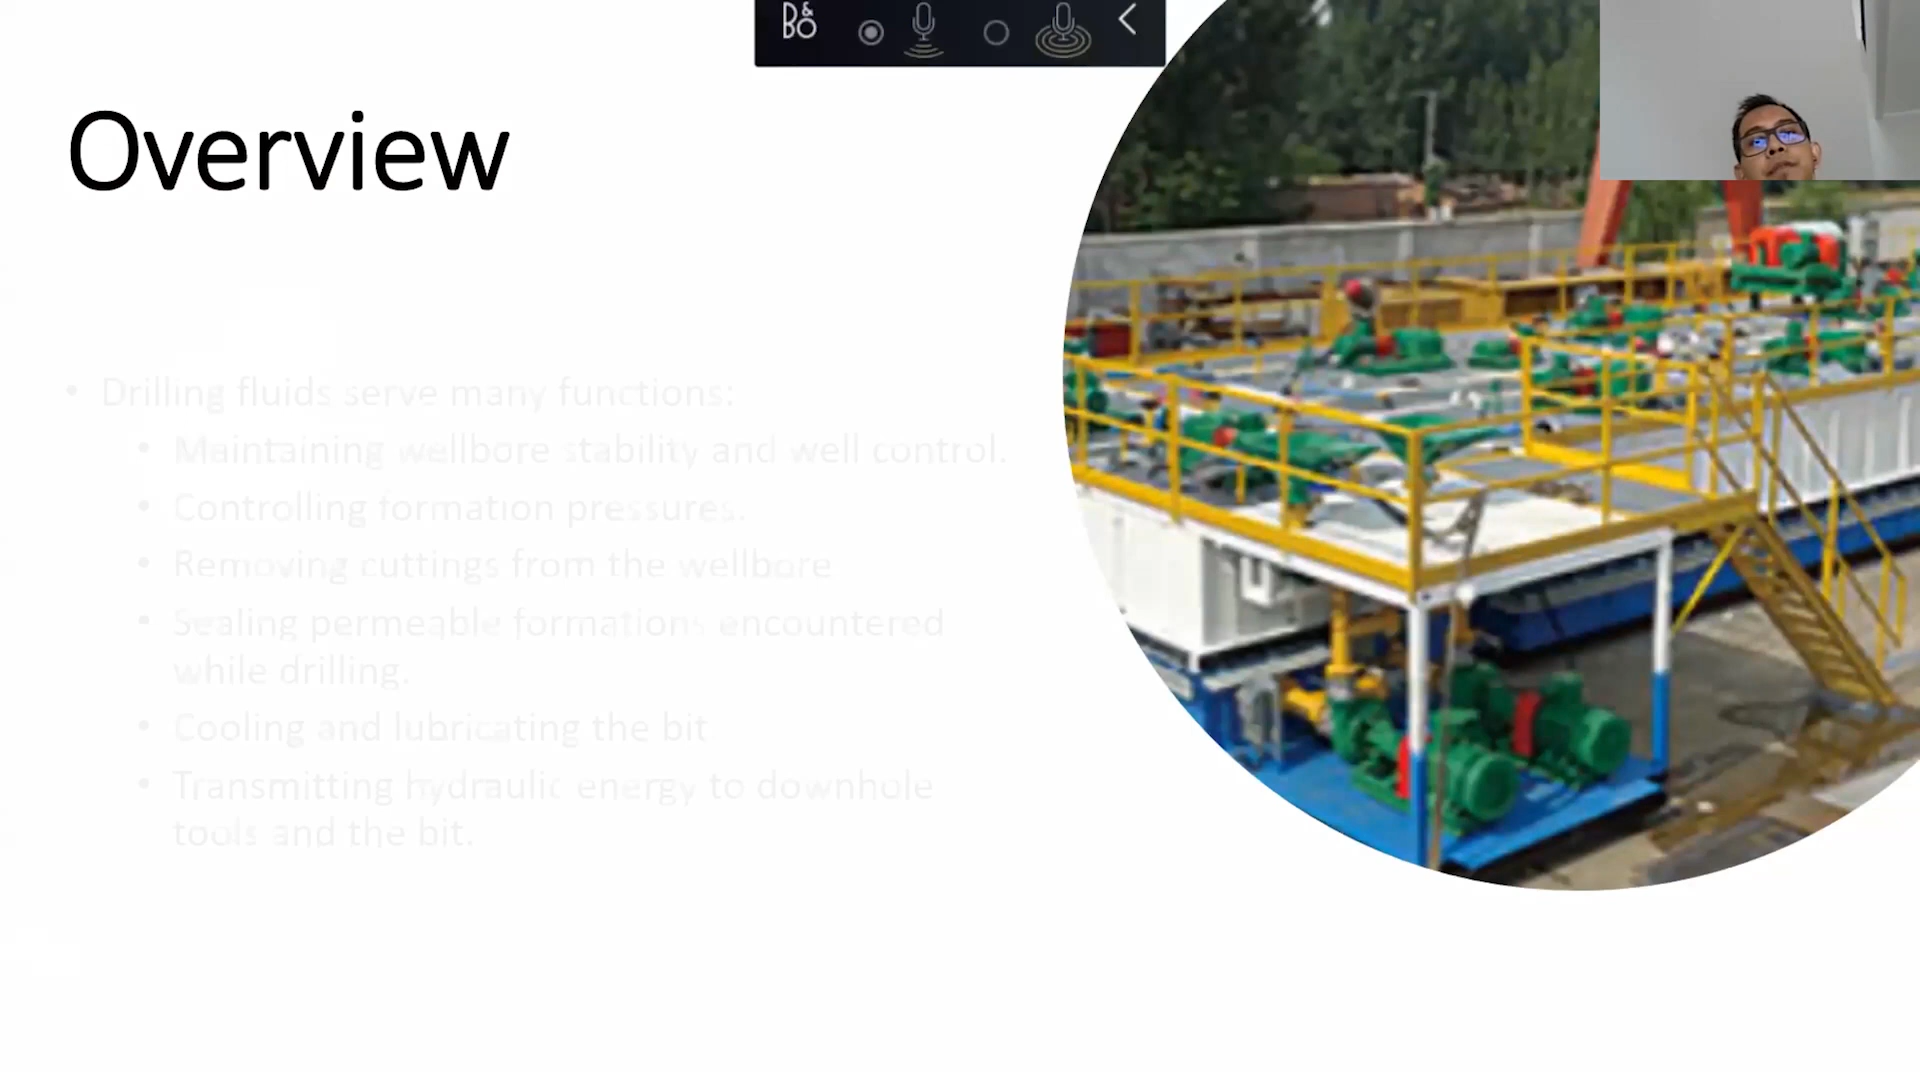 B&O
Overview
• Drilling fluids serve many functions:
• Maintaining wellbore stability and well control.
• Controlling formation pressures.
• Removing cuttings from the wellbore
• Sealing permeable formations encountered
while drilling.
• Cooling and lubricating the bit
• Transmitting hydraulic energy to downhole
tools and the bit.